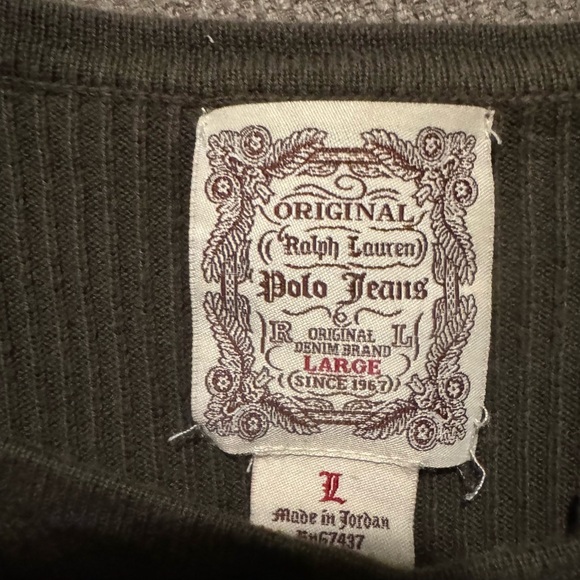 ORIGINAL
Ralph Lauren
Polo Jeans
R ORIGINAL L
DENIM BRAND
LARGE
SINCE 1967
L
Made in Jordan